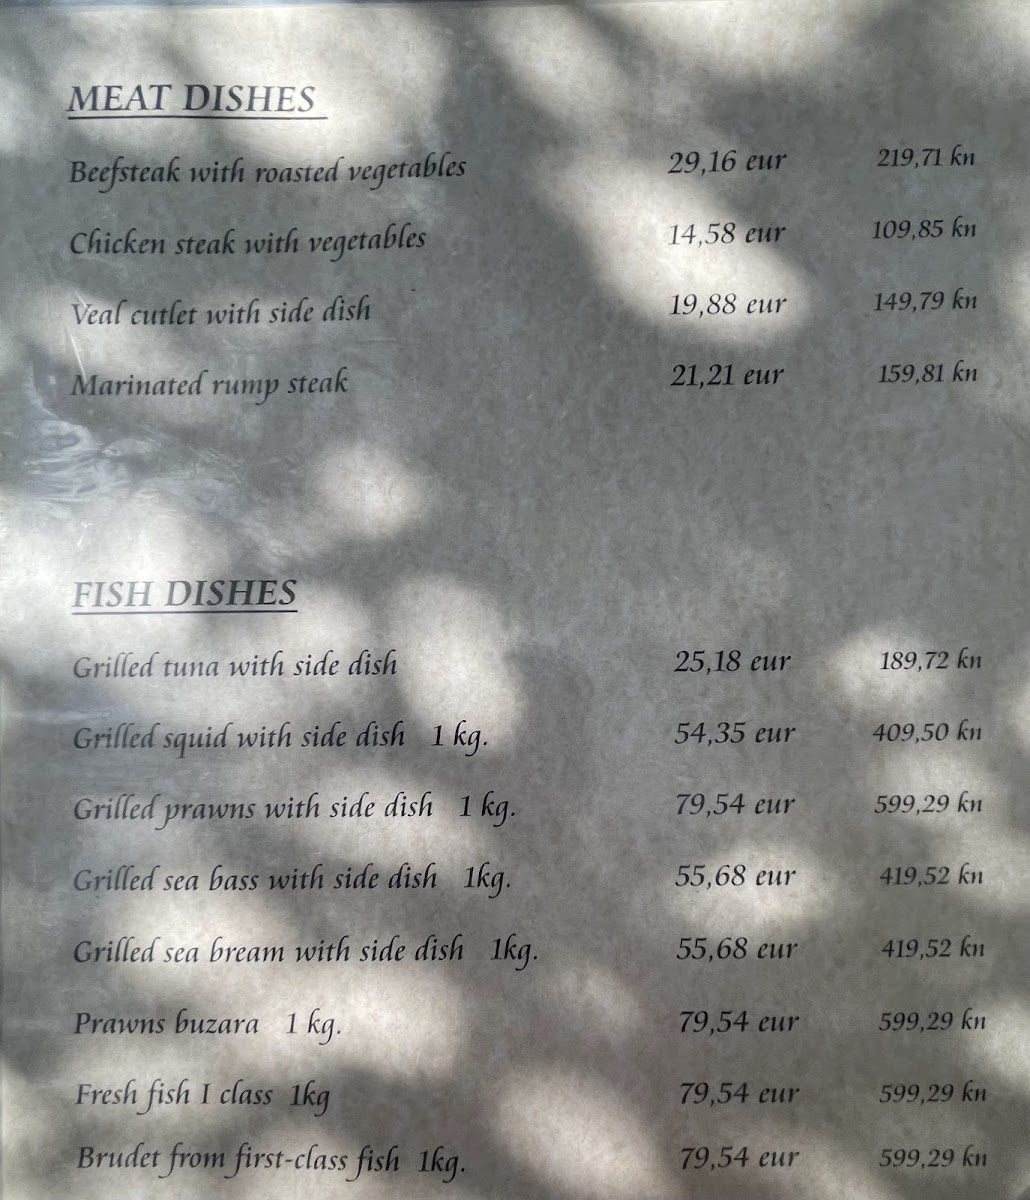 MEAT DISHES
Beefsteak with roasted vegetables 29,16 eur 219,71 kn
Chicken steak with vegetables 14,58 eur 109,85 kn
Veal cutlet with side dish 19,88 eur 149,79 kn
Marinated rump steak 21,21 eur 159,81 kn
FISH DISHES
Grilled tuna with side dish 25,18 eur 189,72 kn
Grilled squid with side dish 1 kg. 54,35 eur 409,50 kn
Grilled prawns with side dish 1 kg. 79,54 eur 599,29 kn
Grilled sea bass with side dish 1kg. 55,68 eur 419,52 kn
Grilled sea bream with side dish 1kg. 55,68 eur 419,52 kn
Prawns buzara 1 kg. 79,54 eur 599,29 kn
Fresh fish I class 1kg 79,54 eur 599,29 kn
Brudet from first-class fish 1kg. 79,54 eur 599,29 kn